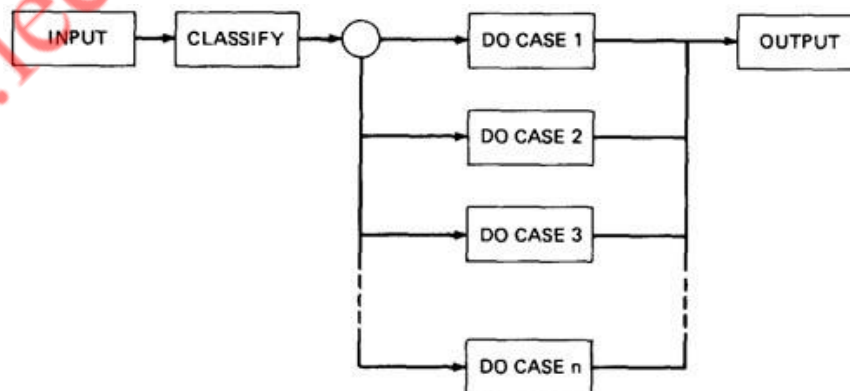 INPUT
CLASSIFY
DO CASE 1
OUTPUT
DO CASE 2
DO CASE 3
DO CASE n